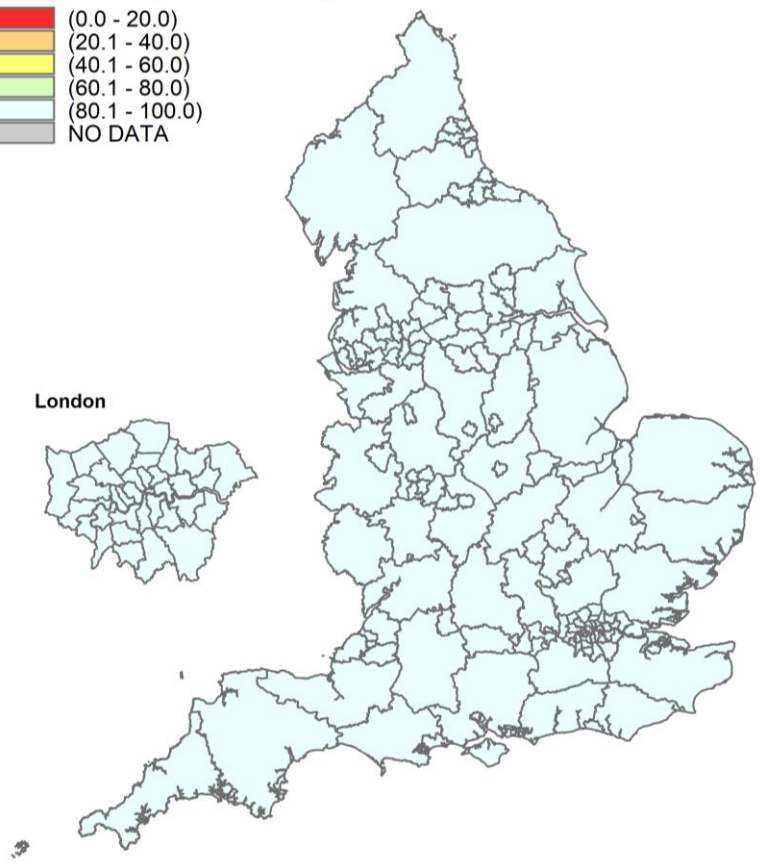 (0.0 - 20.0)
(20.1 - 40.0)
(40.1 - 60.0)
(60.1 - 80.0)
(80.1 - 100.0)
NO DATA
London